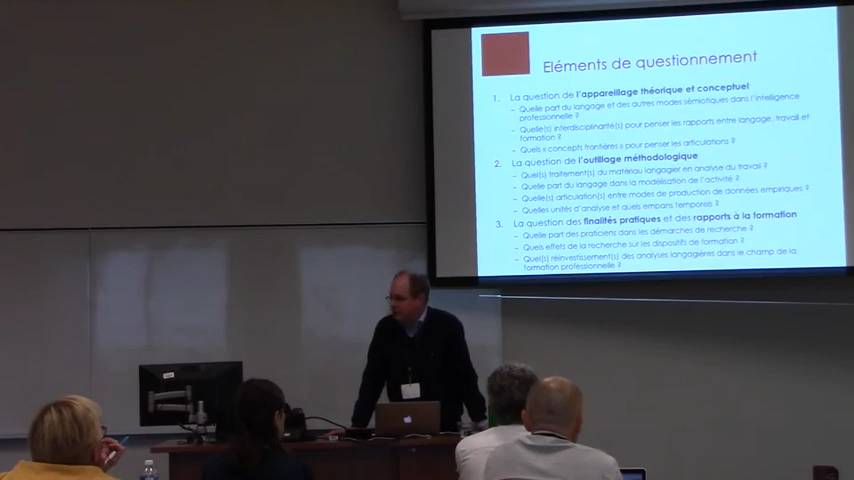 Eléments de questionnement
1. La question de l'appareillage théorique et conceptuel
– Quelle part du langage et des autres modes sémiotiques dans l'intelligence
professionnelle ?
– Quelle(s) interdisciplinarité(s) pour penser les rapports entre langage, travail et
formation ?
– Quels « concepts frontières » pour penser les articulations ?
2. La question de l'outillage méthodologique
– Quel(s) traitement(s) du matériau langagier en analyse du travail ?
– Quelle part du langage dans la modélisation de l'activité ?
– Quelle(s) articulation(s) entre modes de production de données empiriques ?
– Quelles unités d'analyse et quels empans temporels ?
3. La question des finalités pratiques et des rapports à la formation
– Quelle part des praticiens dans les démarches de recherche ?
– Quels effets de la recherche sur les dispositifs de formation ?
– Quel(s) réinvestissement(s) des analyses langagières dans le champ de la
formation professionnelle ?